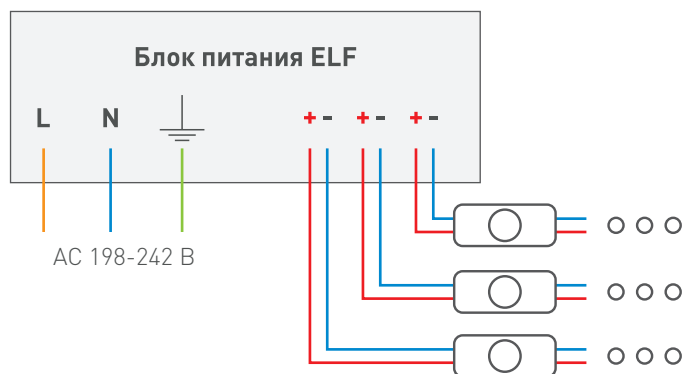 Блок питания ELF
L N + - + - + -
AC 198-242 В